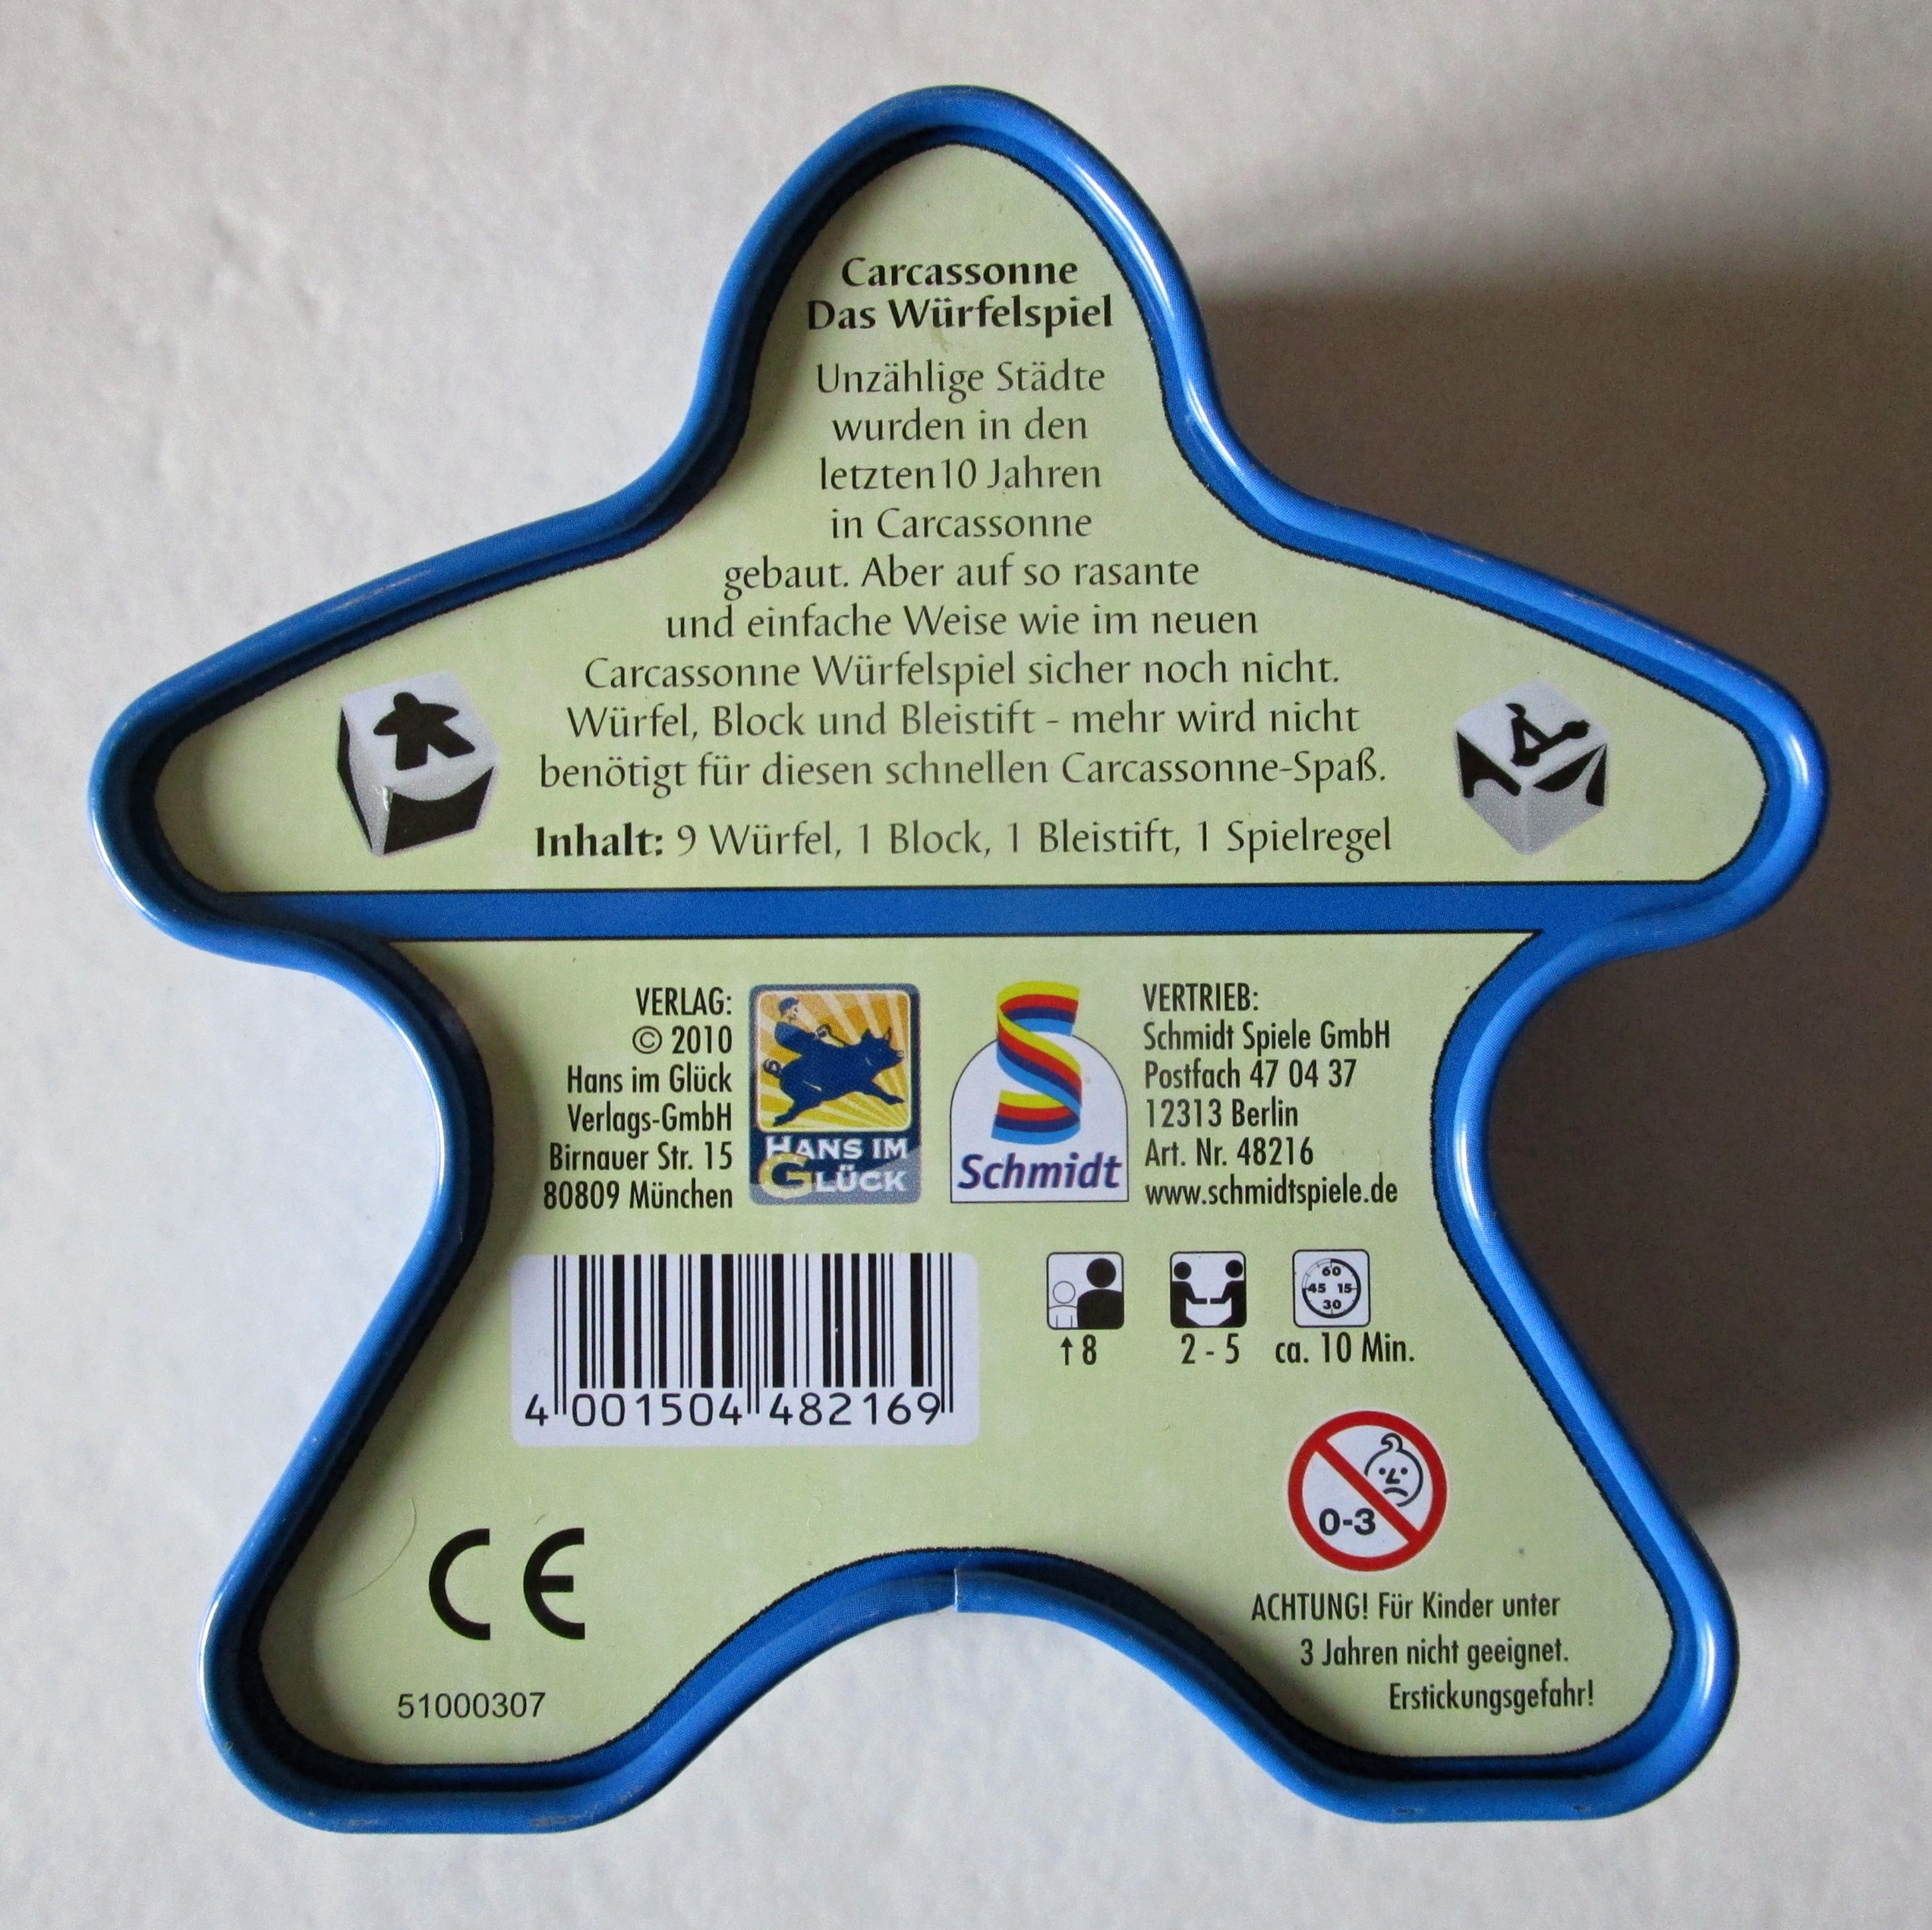 Carcassonne
Das Würfelspiel
Unzählige Städte
wurden in den
letzten10 Jahren
in Carcassonne
gebaut. Aber auf so rasante
und einfache Weise wie im neuen
Carcassonne Würfelspiel sicher noch nicht.
Würfel, Block und Bleistift - mehr wird nicht
benötigt für diesen schnellen Carcassonne-Spaß.
Inhalt: 9 Würfel, 1 Block, 1 Bleistift, 1 Spielregel
VERLAG:
© 2010
Hans im Glück
Verlags-GmbH
Birnauer Str. 15
80809 München
HANS IM
GLÜCK
Schmidt
VERTRIEB:
Schmidt Spiele GmbH
Postfach 47 04 37
12313 Berlin
Art. Nr. 48216
www.schmidtspiele.de
4 001504 482169
60
45 15
30
↑8
2 - 5
ca. 10 Min.
0-3
CE
ACHTUNG! Für Kinder unter
3 Jahren nicht geeignet.
Erstickungsgefahr!
51000307